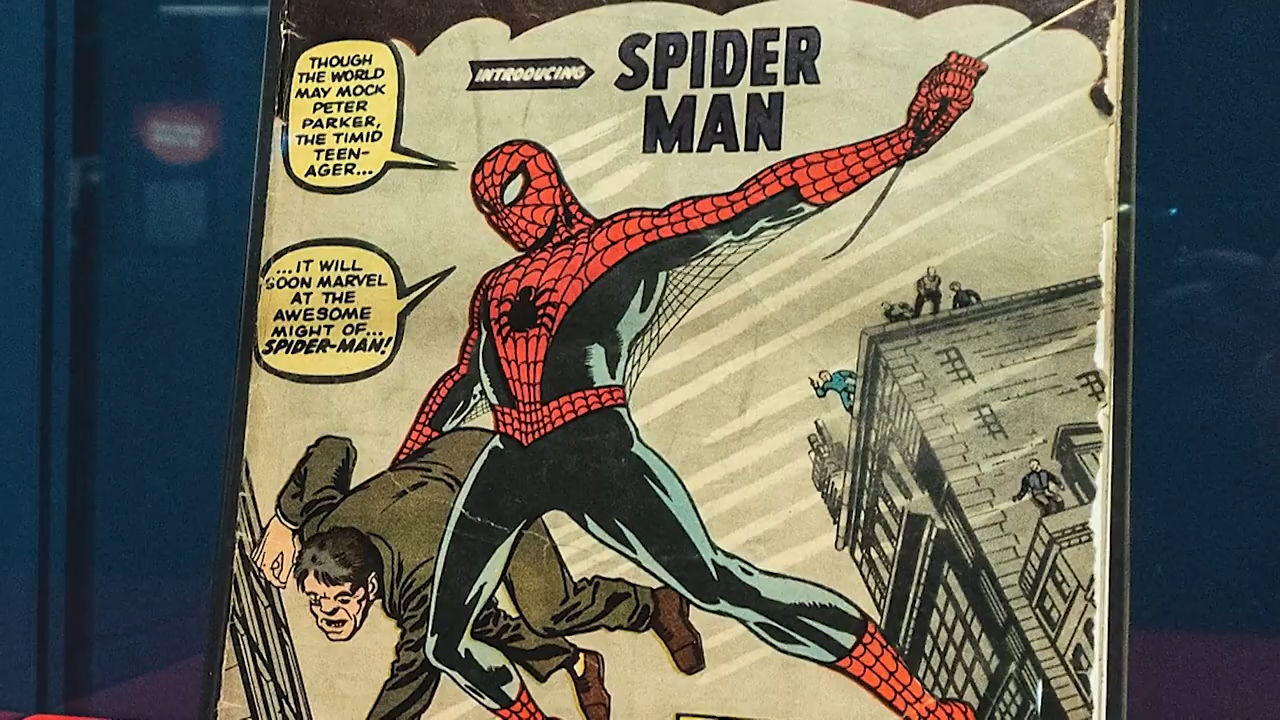 THOUGH
THE WORLD
MAY MOCK
PETER
PARKER,
THE TIMID
TEEN-
AGER...
INTRODUCING
SPIDER
MAN
...IT WILL
SOON MARVEL
AT THE
AWESOME
MIGHT OF...
SPIDER-MAN!